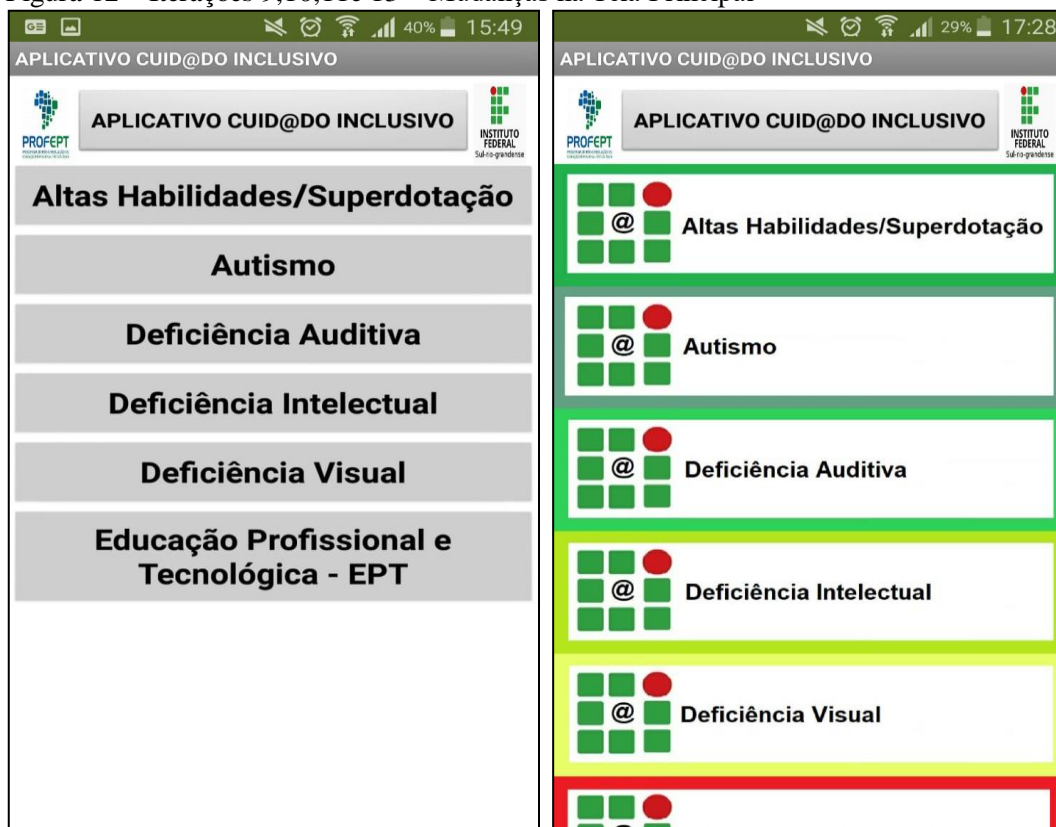 40% 15:49
APLICATIVO CUID@DO INCLUSIVO
PROFEPT
APLICATIVO CUID@DO INCLUSIVO
INSTITUTO
FEDERAL
Sul-rio-grandense
Altas Habilidades/Superdotação
Autismo
Deficiência Auditiva
Deficiência Intelectual
Deficiência Visual
Educação Profissional e
Tecnológica - EPT
29% 17:28
APLICATIVO CUID@DO INCLUSIVO
PROFEPT
APLICATIVO CUID@DO INCLUSIVO
INSTITUTO
FEDERAL
Sul-rio-grandense
@ Altas Habilidades/Superdotação
@ Autismo
@ Deficiência Auditiva
@ Deficiência Intelectual
@ Deficiência Visual